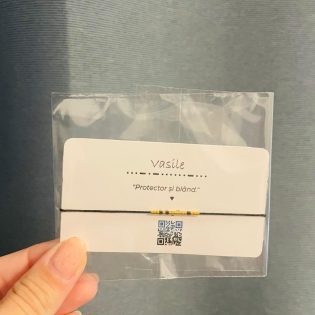 Vasile
"Protector și blând."